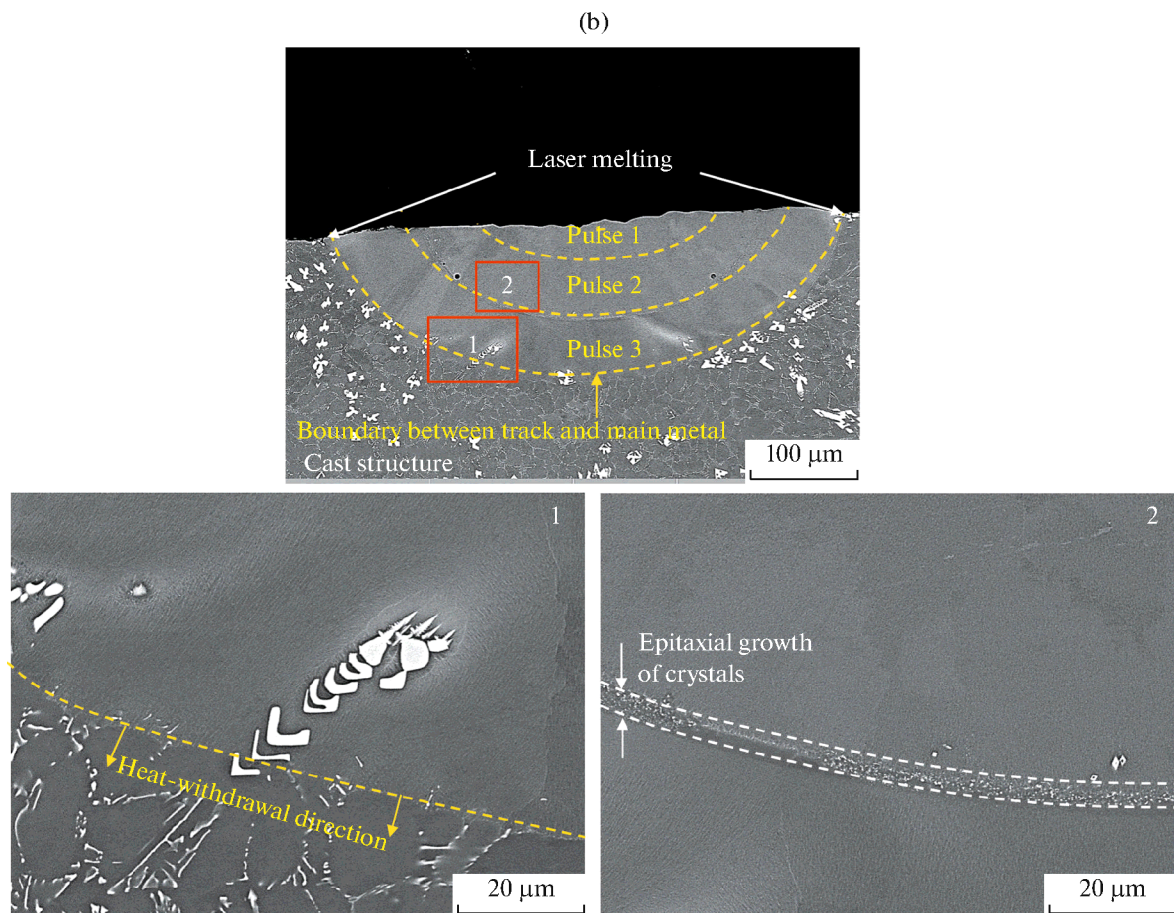 (b)
Laser melting
Pulse 1
2
Pulse 2
1
Pulse 3
Boundary between track and main metal
Cast structure
100 μm
1
Heat-withdrawal direction
20 μm
2
Epitaxial growth
of crystals
20 μm